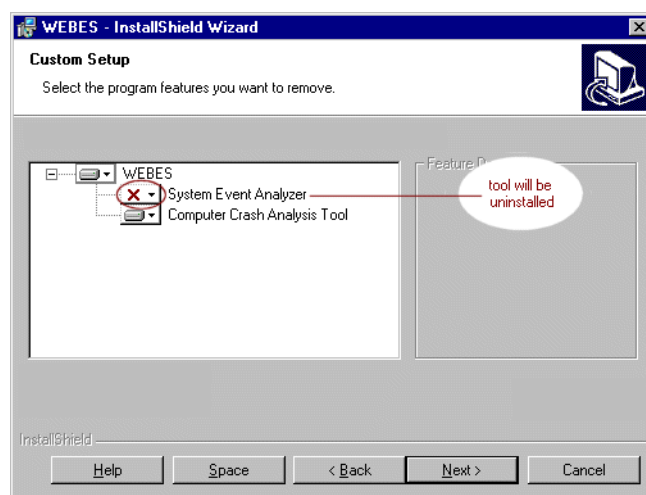 WEBES - InstallShield Wizard
Custom Setup
Select the program features you want to remove.
WEBES
System Event Analyzer
Computer Crash Analysis Tool
Feature D
tool will be
uninstalled
InstallShield
Help
Space
< Back
Next >
Cancel